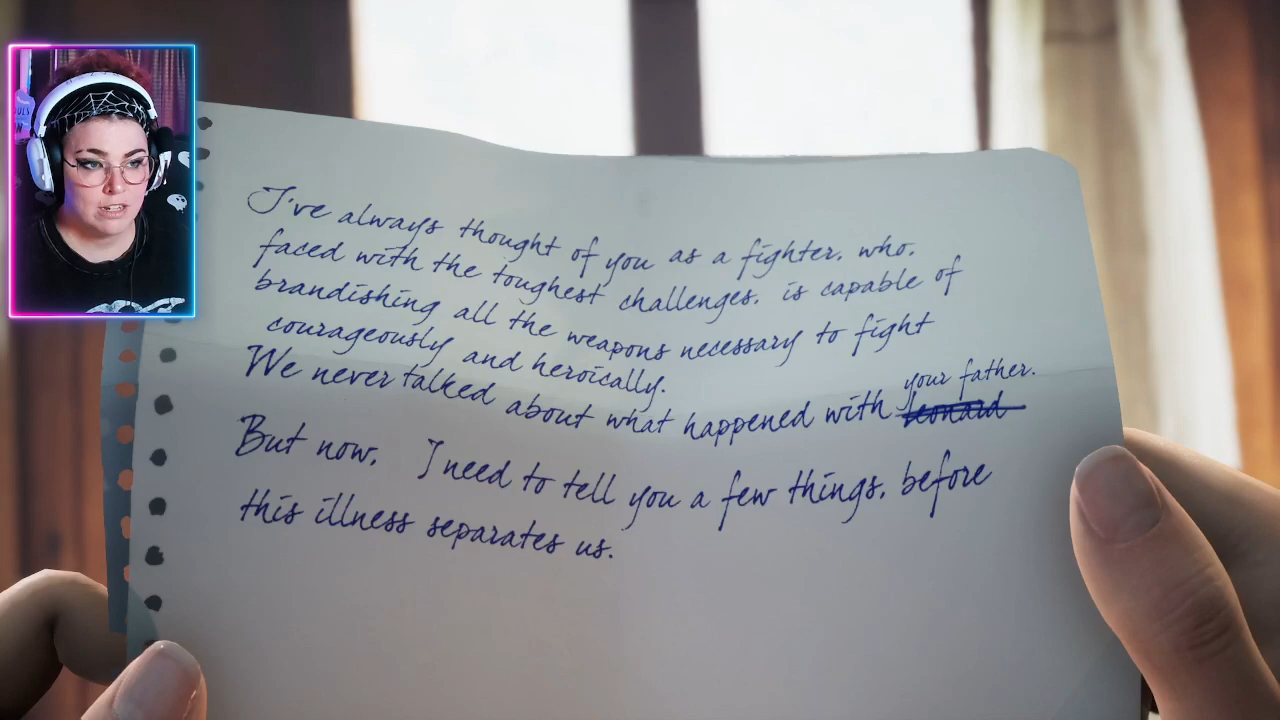 I've always thought of you as a fighter. who.
faced with the toughest challenges. is capable of
brandishing all the weapons necessary to fight
courageously and heroically.
We never talked about what happened with leonard your father.
But now. I need to tell you a few things. before
this illness separates us.